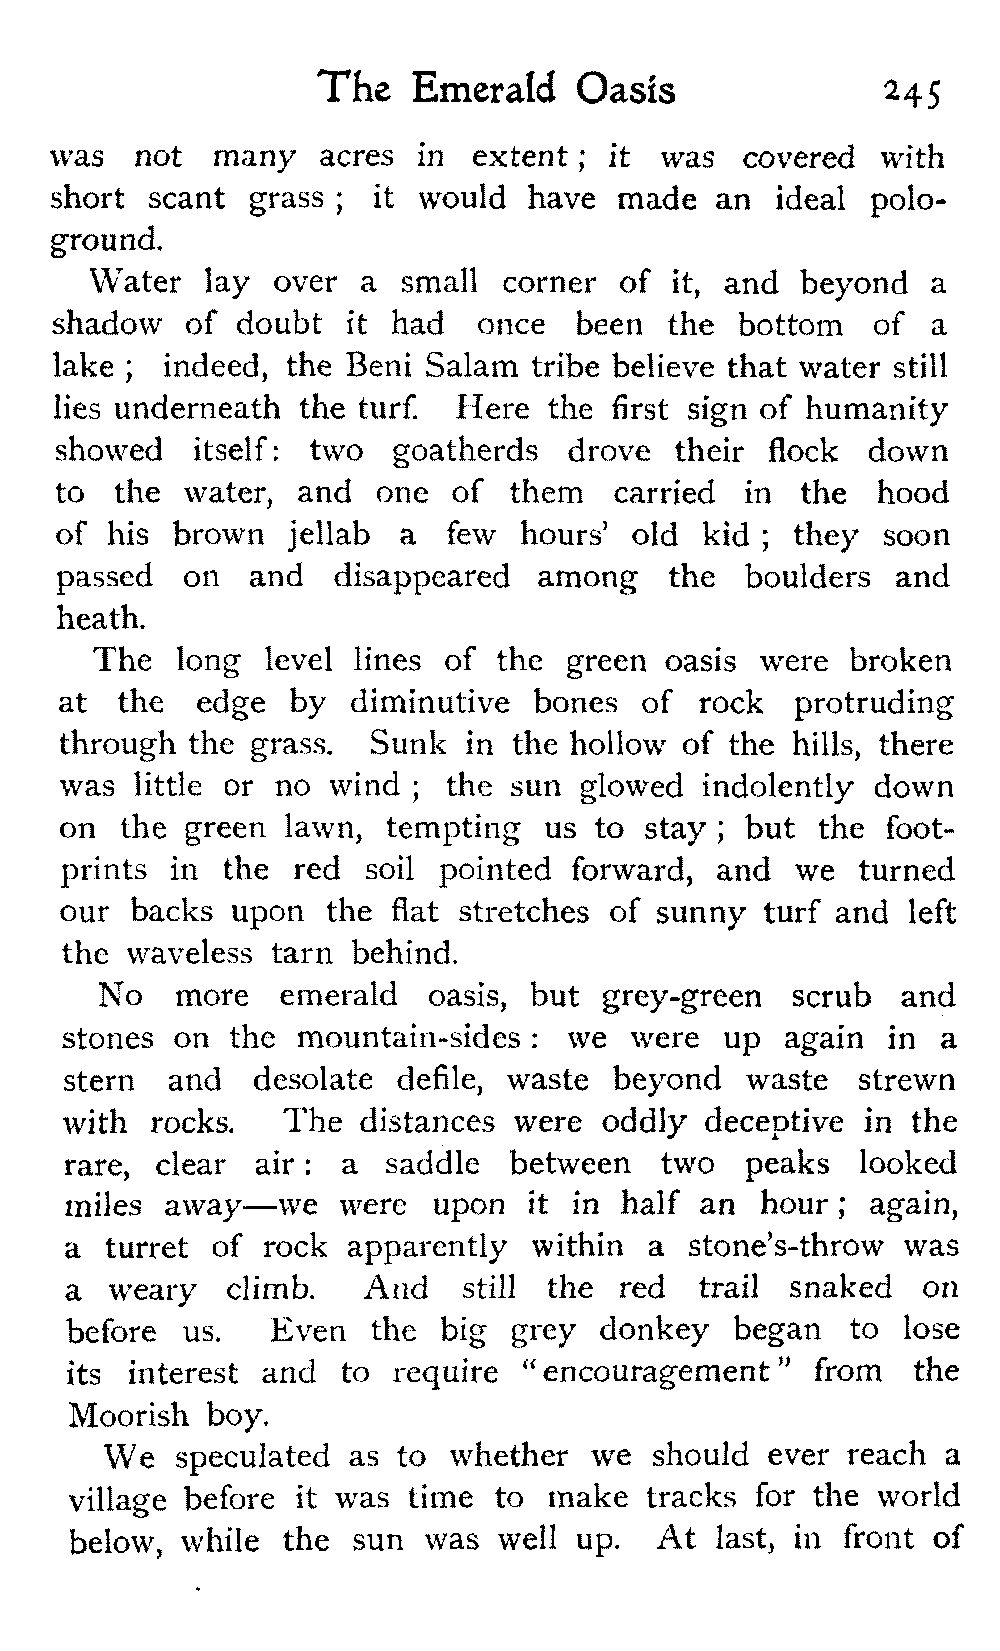 The Emerald Oasis 245
was not many acres in extent ; it was covered with
short scant grass ; it would have made an ideal polo-
ground.
Water lay over a small corner of it, and beyond a
shadow of doubt it had once been the bottom of a
lake ; indeed, the Beni Salam tribe believe that water still
lies underneath the turf. Here the first sign of humanity
showed itself: two goatherds drove their flock down
to the water, and one of them carried in the hood
of his brown jellab a few hours' old kid ; they soon
passed on and disappeared among the boulders and
heath.
The long level lines of the green oasis were broken
at the edge by diminutive bones of rock protruding
through the grass. Sunk in the hollow of the hills, there
was little or no wind ; the sun glowed indolently down
on the green lawn, tempting us to stay ; but the foot-
prints in the red soil pointed forward, and we turned
our backs upon the flat stretches of sunny turf and left
the waveless tarn behind.
No more emerald oasis, but grey-green scrub and
stones on the mountain-sides : we were up again in a
stern and desolate defile, waste beyond waste strewn
with rocks. The distances were oddly deceptive in the
rare, clear air : a saddle between two peaks looked
miles away—we were upon it in half an hour ; again,
a turret of rock apparently within a stone's-throw was
a weary climb. And still the red trail snaked on
before us. Even the big grey donkey began to lose
its interest and to require "encouragement" from the
Moorish boy.
We speculated as to whether we should ever reach a
village before it was time to make tracks for the world
below, while the sun was well up. At last, in front of